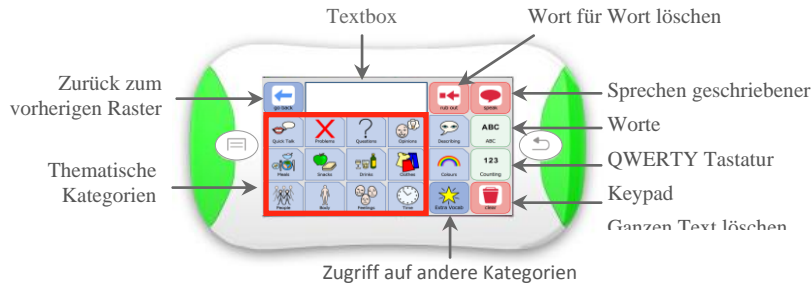 Textbox
Wort für Wort löschen
Zurück zum
vorherigen Raster
Sprechen geschriebener
Worte
QWERTY Tastatur
Keypad
Ganzen Text löschen
Thematische
Kategorien
Zugriff auf andere Kategorien
go back
rub out
speak
Quick Talk
Problems
Questions
Opinions
Describing
ABC
ABC
Meals
Snacks
Drinks
Clothes
Colours
123
Counting
People
Body
Feelings
Time
Extra Vocab
clear